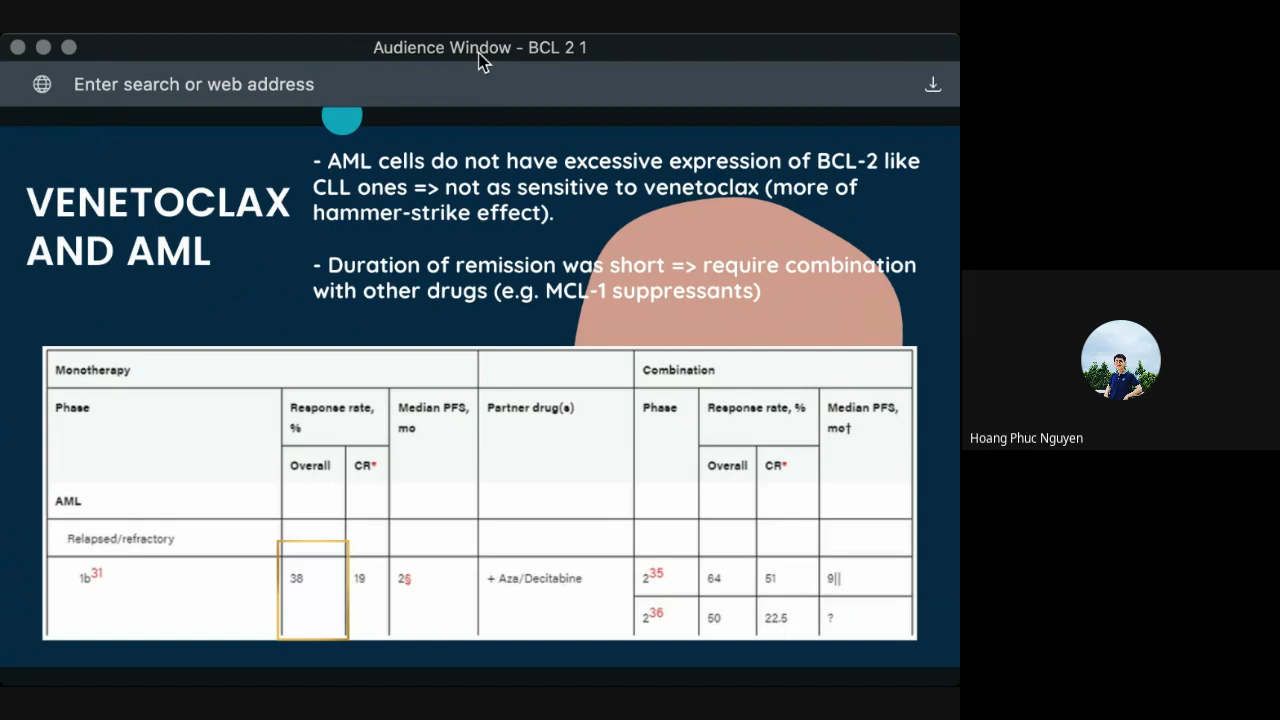 Audience Window - BCL 2 1
Enter search or web address
VENETOCLAX
AND AML
- AML cells do not have excessive expression of BCL-2 like
CLL ones => not as sensitive to venetoclax (more of
hammer-strike effect).
- Duration of remission was short => require combination
with other drugs (e.g. MCL-1 suppressants)
Monotherapy Combination
Phase Response rate, % Median PFS, mo Partner drug(s) Phase Response rate, % Median PFS, mo†
Overall CR* Overall CR*
AML
Relapsed/refractory
1b31 38 19 2§ + Aza/Decitabine 235 64 51 9||
236 50 22.5 ?
Hoang Phuc Nguyen